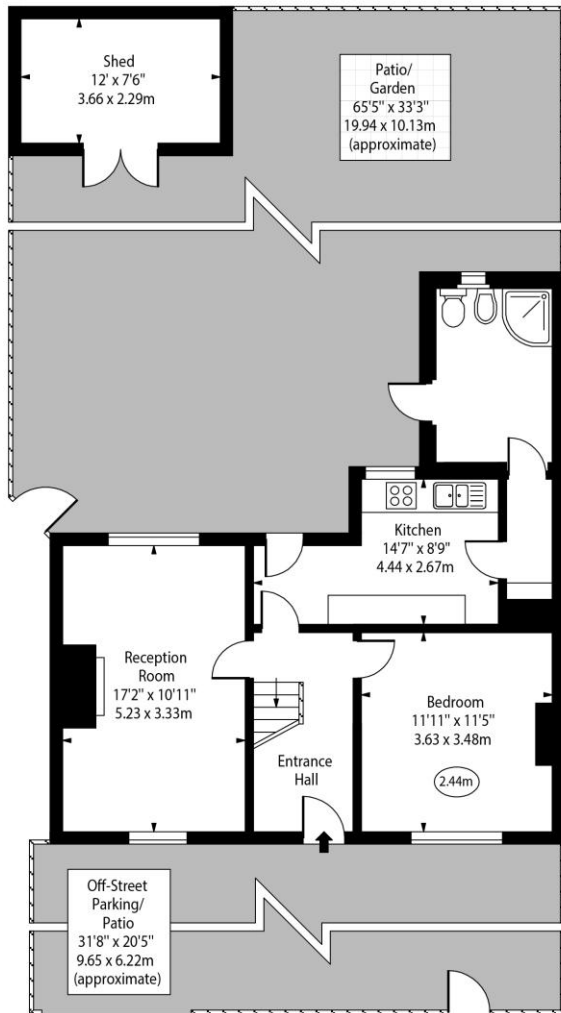 Shed
12' x 7'6"
3.66 x 2.29m
Patio/
Garden
65'5" x 33'3"
19.94 x 10.13m
(approximate)
Kitchen
14'7" x 8'9"
4.44 x 2.67m
Reception
Room
17'2" x 10'11"
5.23 x 3.33m
Bedroom
11'11" x 11'5"
3.63 x 3.48m
2.44m
Entrance
Hall
Off-Street
Parking/
Patio
31'8" x 20'5"
9.65 x 6.22m
(approximate)